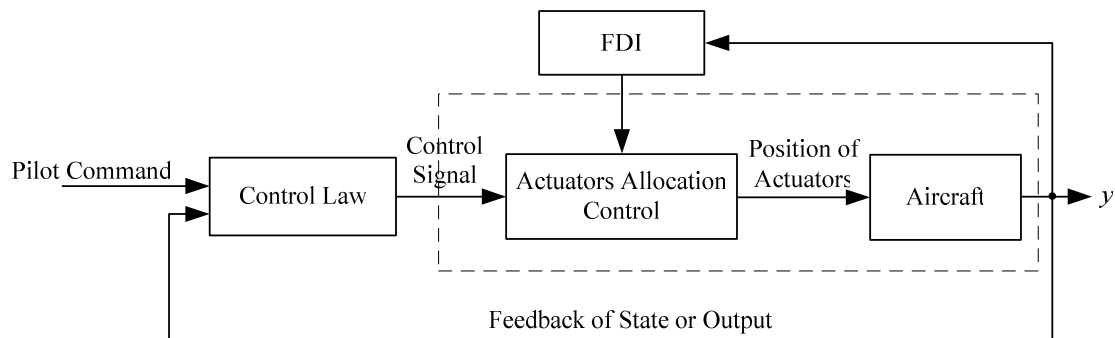 FDI
Pilot Command
Control Law
Control
Signal
Actuators Allocation
Control
Position of
Actuators
Aircraft
y
Feedback of State or Output